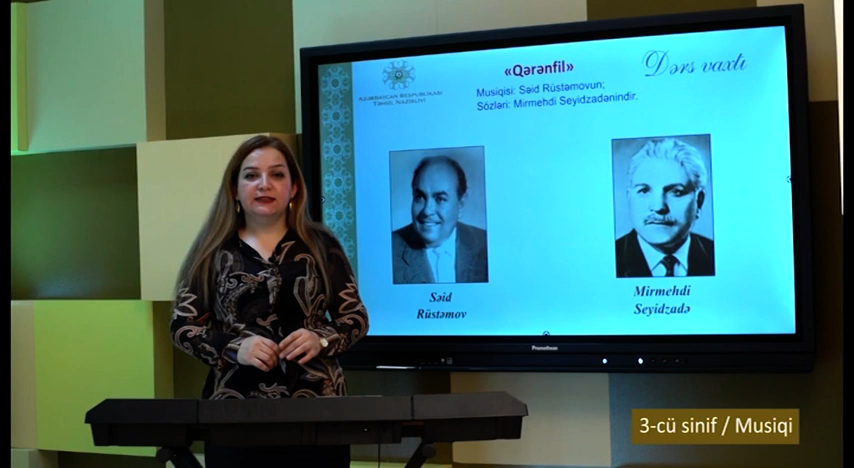 AZƏRBAYCAN RESPUBLİKASI
TƏHSİL NAZİRLİYİ
«Qərənfil»
Dərs vaxtı
Musiqisi: Səid Rüstəmovun;
Sözləri: Mirmehdi Seyidzadənindir.
Səid
Rüstəmov
Mirmehdi
Seyidzadə
Promethean
3-cü sinif / Musiqi